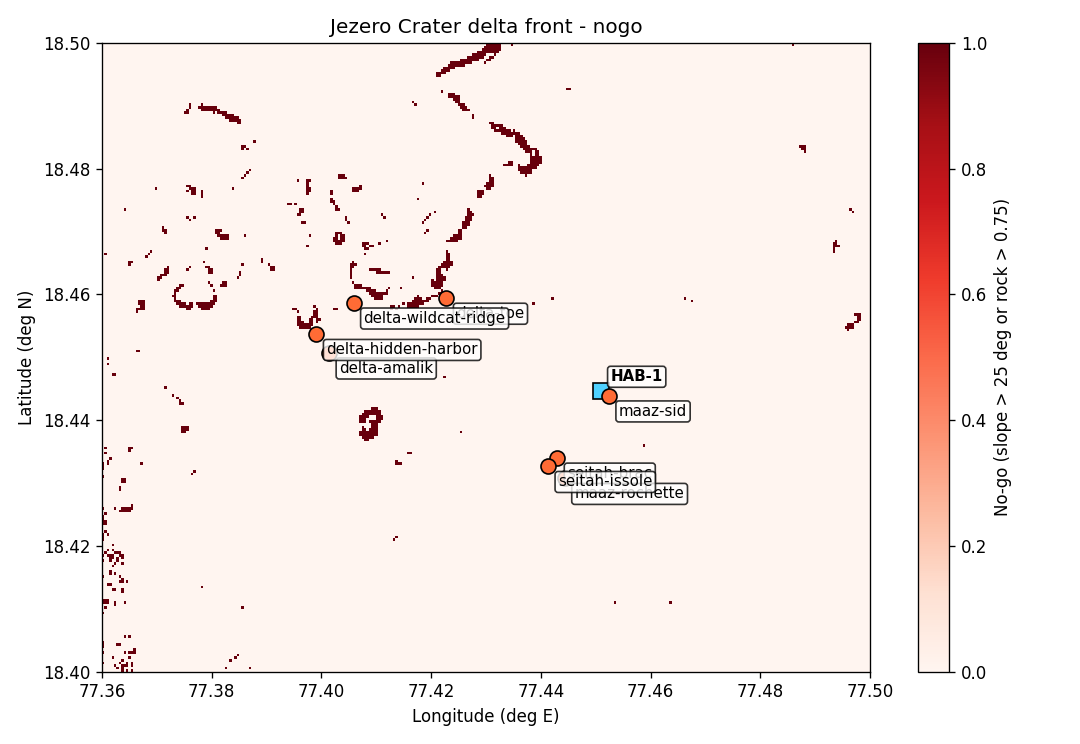 Jezero Crater delta front - nogo
18.50
18.48
18.46
18.44
18.42
18.40
Latitude (deg N)
77.36
77.38
77.40
77.42
77.44
77.46
77.48
77.50
Longitude (deg E)
delta-wildcat-ridge
delta-hidden-harbor
delta-amalik
HAB-1
maaz-sid
seitah-issole
maaz-rochette
1.0
0.8
0.6
0.4
0.2
0.0
No-go (slope > 25 deg or rock > 0.75)